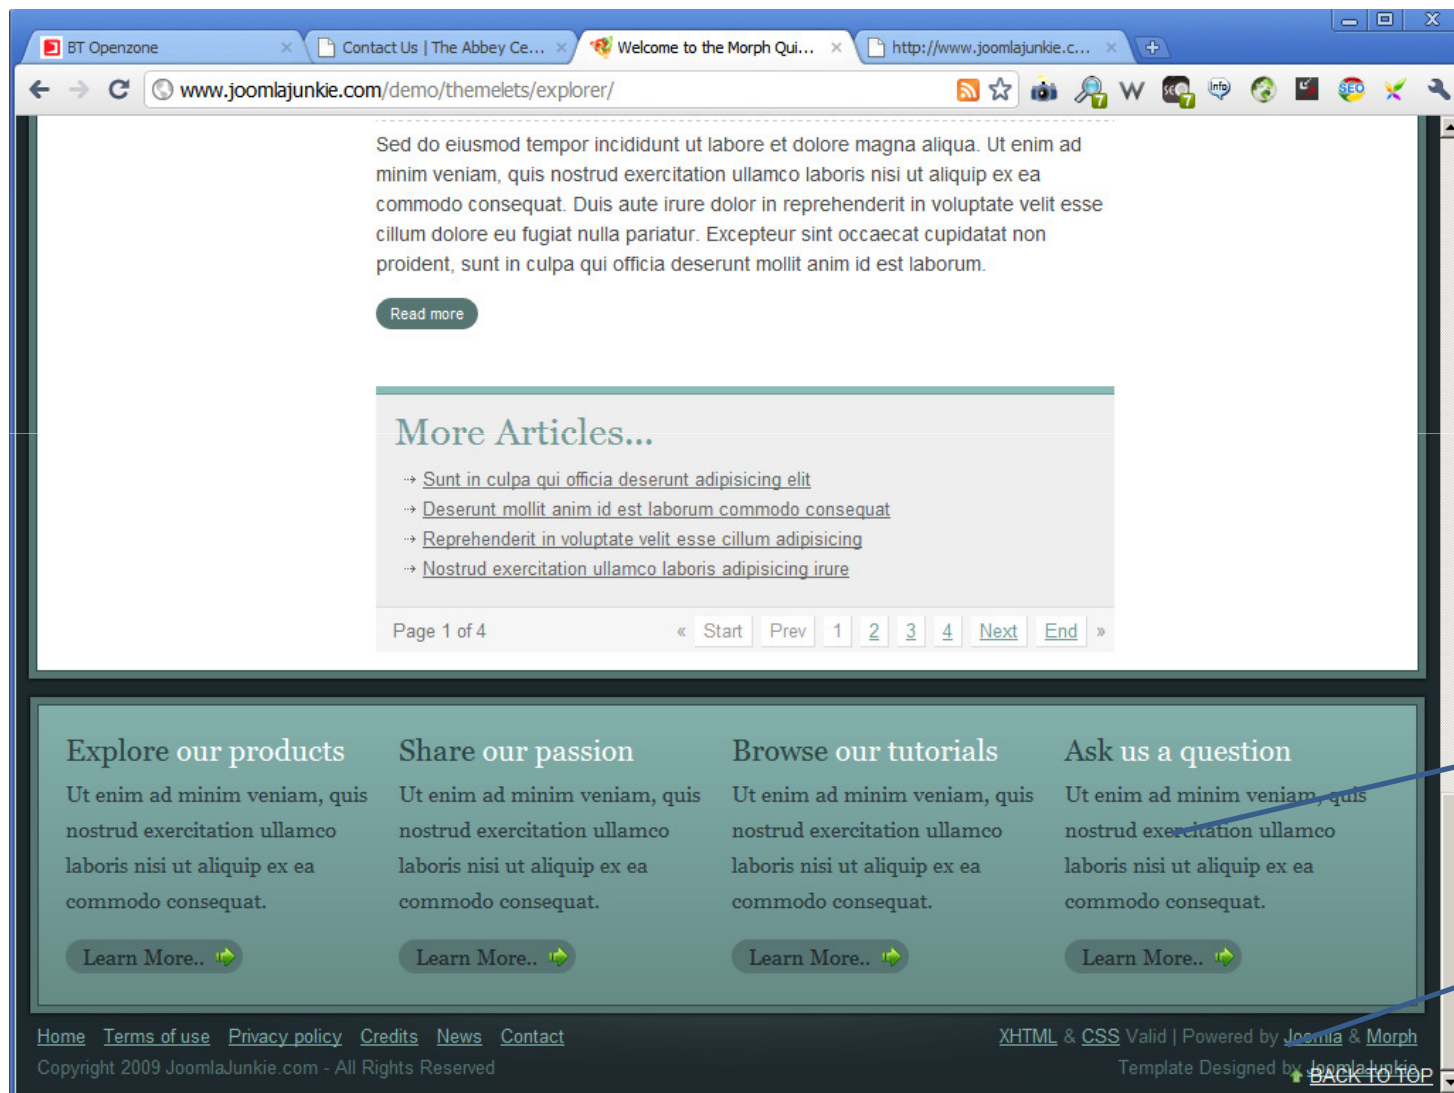 BT Openzone
Contact Us | The Abbey Ce...
Welcome to the Morph Qui...
http://www.joomlajunkie.c...
www.joomlajunkie.com/demo/themelets/explorer/
Sed do eiusmod tempor incididunt ut labore et dolore magna aliqua. Ut enim ad
minim veniam, quis nostrud exercitation ullamco laboris nisi ut aliquip ex ea
commodo consequat. Duis aute irure dolor in reprehenderit in voluptate velit esse
cillum dolore eu fugiat nulla pariatur. Excepteur sint occaecat cupidatat non
proident, sunt in culpa qui officia deserunt mollit anim id est laborum.
Read more
More Articles...
Sunt in culpa qui officia deserunt adipisicing elit
Deserunt mollit anim id est laborum commodo consequat
Reprehenderit in voluptate velit esse cillum adipisicing
Nostrud exercitation ullamco laboris adipisicing irure
Page 1 of 4 « Start Prev 1 2 3 4 Next End »
Explore our products
Ut enim ad minim veniam, quis
nostrud exercitation ullamco
laboris nisi ut aliquip ex ea
commodo consequat.
Learn More..
Share our passion
Ut enim ad minim veniam, quis
nostrud exercitation ullamco
laboris nisi ut aliquip ex ea
commodo consequat.
Learn More..
Browse our tutorials
Ut enim ad minim veniam, quis
nostrud exercitation ullamco
laboris nisi ut aliquip ex ea
commodo consequat.
Learn More..
Ask us a question
Ut enim ad minim veniam, quis
nostrud exercitation ullamco
laboris nisi ut aliquip ex ea
commodo consequat.
Learn More..
Home Terms of use Privacy policy Credits News Contact
Copyright 2009 JoomlaJunkie.com - All Rights Reserved
XHTML & CSS Valid | Powered by Joomla & Morph
Template Designed by JoomlaJunkie
BACK TO TOP